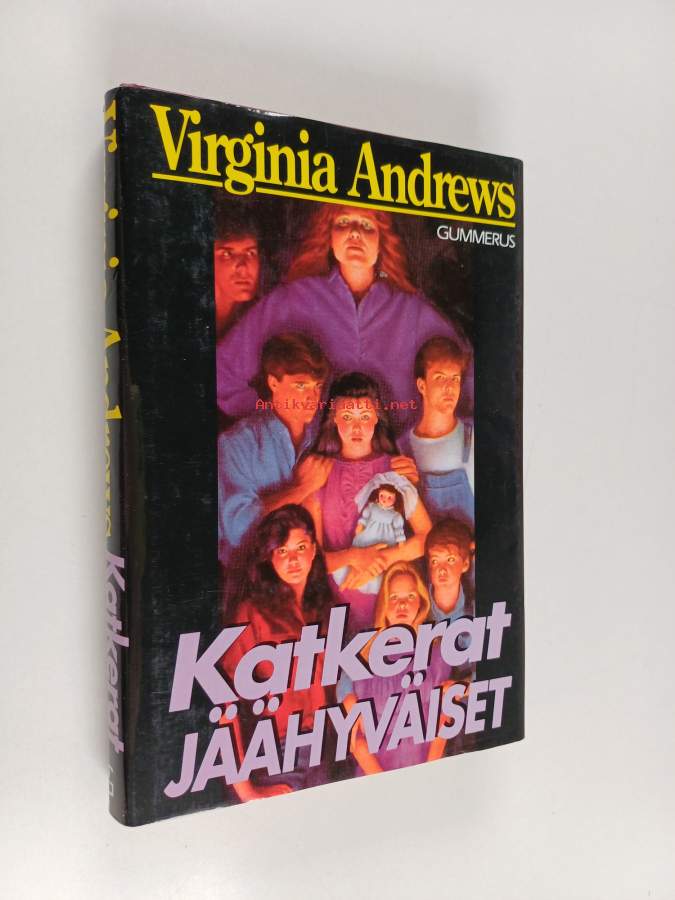 Virginia Andrews
GUMMERUS
Antikvariaatti.net
Katkerat
JÄÄHYVÄISET
Virginia Andrews Katkerat